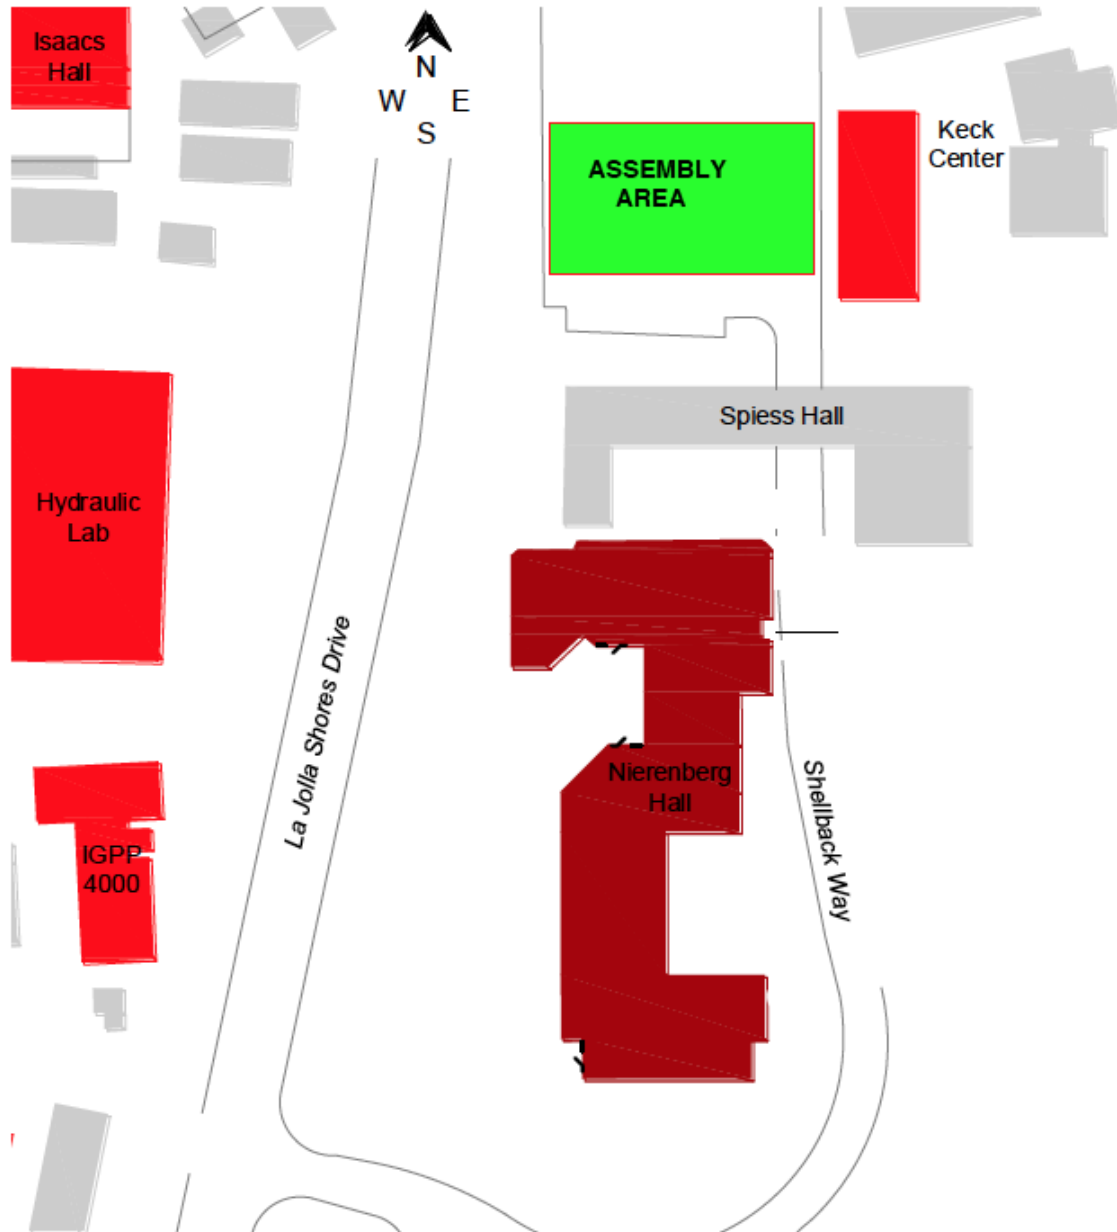 Isaacs
Hall
N
W E
S
ASSEMBLY
AREA
Keck
Center
Spiess Hall
Hydraulic
Lab
La Jolla Shores Drive
Nierenberg
Hall
Shellback Way
IGPP
4000